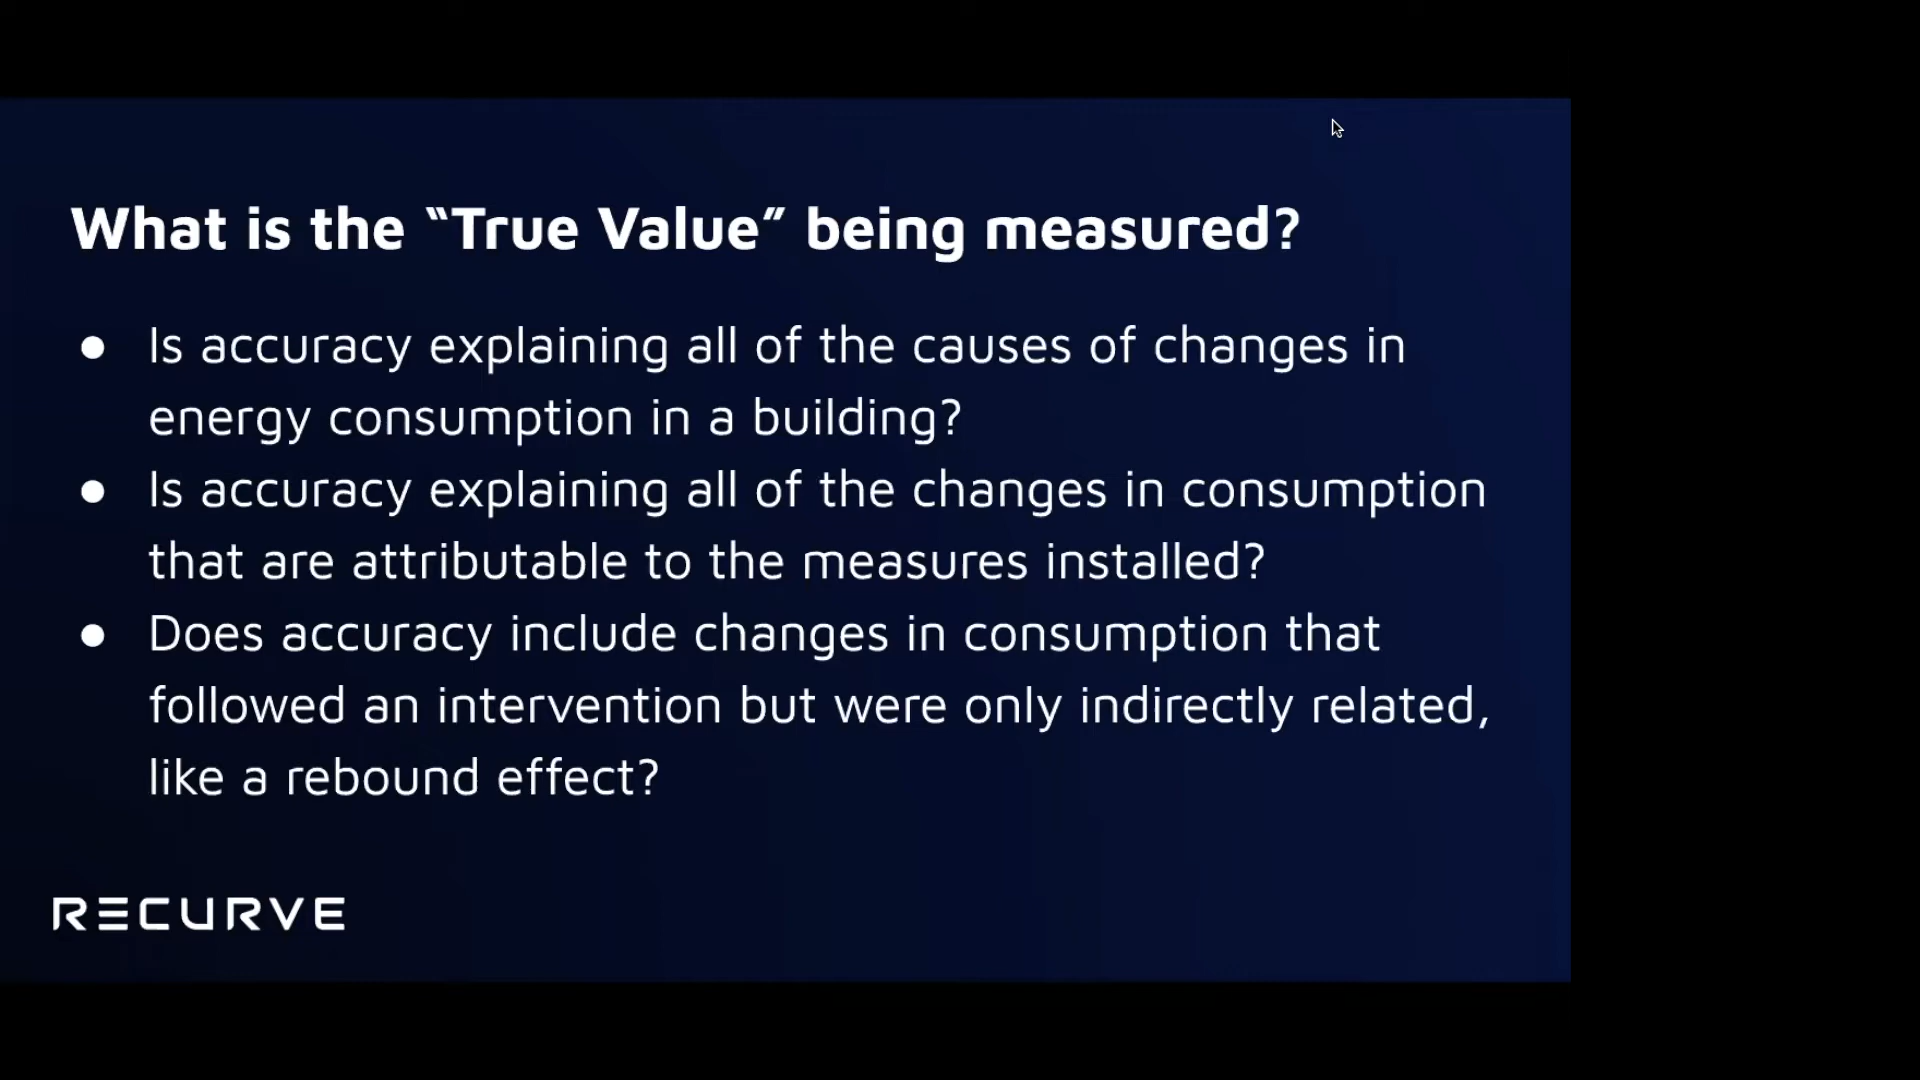 What is the “True Value” being measured?
● Is accuracy explaining all of the causes of changes in
energy consumption in a building?
● Is accuracy explaining all of the changes in consumption
that are attributable to the measures installed?
● Does accuracy include changes in consumption that
followed an intervention but were only indirectly related,
like a rebound effect?
RECURVE